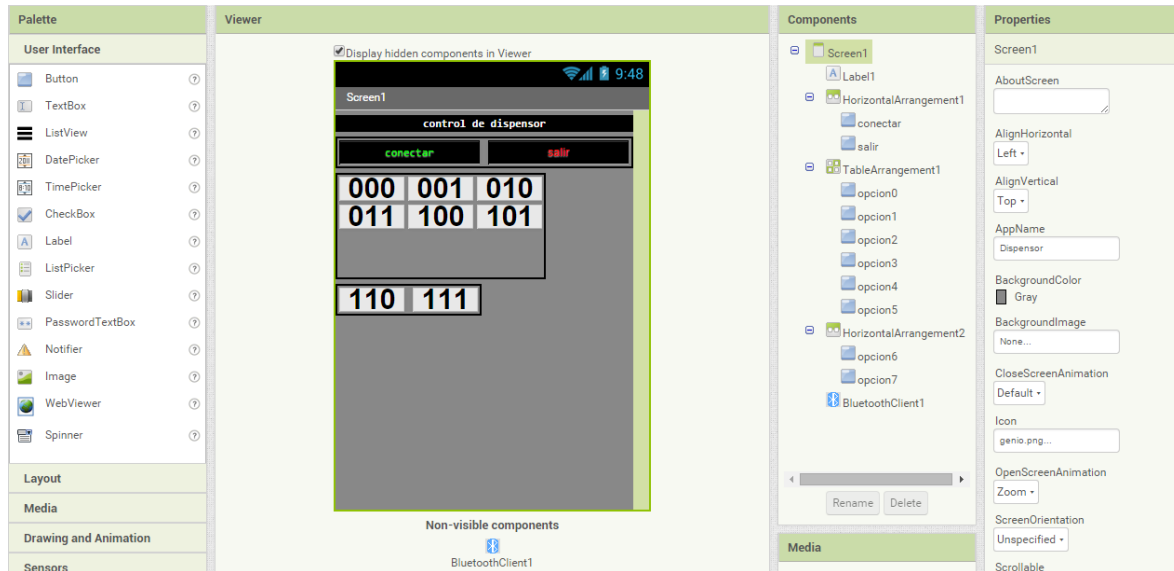 Palette
User Interface
Button
TextBox
ListView
DatePicker
TimePicker
CheckBox
Label
ListPicker
Slider
PasswordTextBox
Notifier
Image
WebViewer
Spinner
Layout
Media
Drawing and Animation
Sensors
Viewer
Display hidden components in Viewer
9:48
Screen1
control de dispensor
conectar salir
000 001 010
011 100 101
110 111
Non-visible components
BluetoothClient1
Components
Screen1
Label1
HorizontalArrangement1
conectar
salir
TableArrangement1
opcion0
opcion1
opcion2
opcion3
opcion4
opcion5
HorizontalArrangement2
opcion6
opcion7
BluetoothClient1
Rename Delete
Media
Properties
Screen1
AboutScreen
AlignHorizontal
Left
AlignVertical
Top
AppName
Dispensor
BackgroundColor
Gray
BackgroundImage
None...
CloseScreenAnimation
Default
Icon
genio.png...
OpenScreenAnimation
Zoom
ScreenOrientation
Unspecified
Scrollable